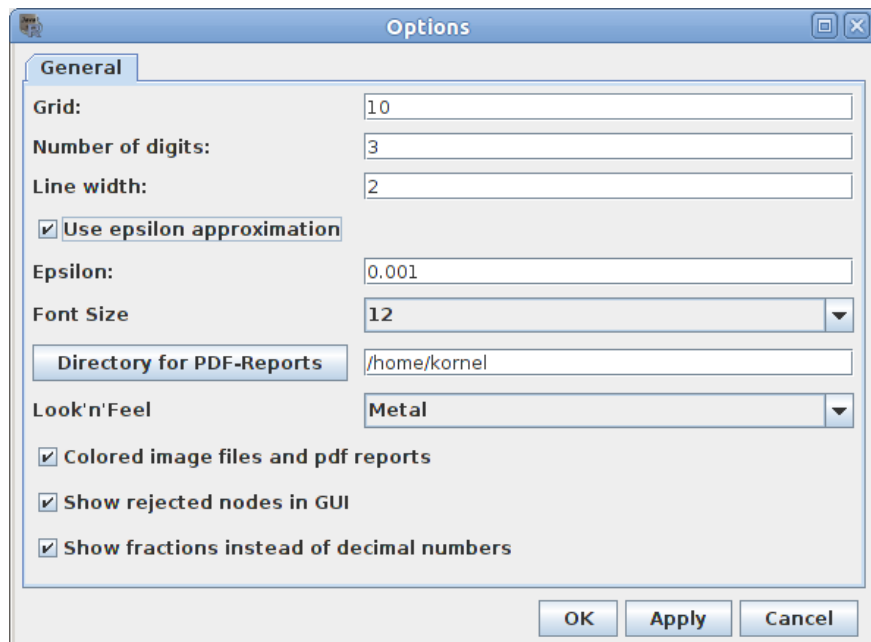 Options
General
Grid: 10
Number of digits: 3
Line width: 2
Use epsilon approximation
Epsilon: 0.001
Font Size 12
Directory for PDF-Reports /home/kornel
Look'n'Feel Metal
Colored image files and pdf reports
Show rejected nodes in GUI
Show fractions instead of decimal numbers
OK Apply Cancel